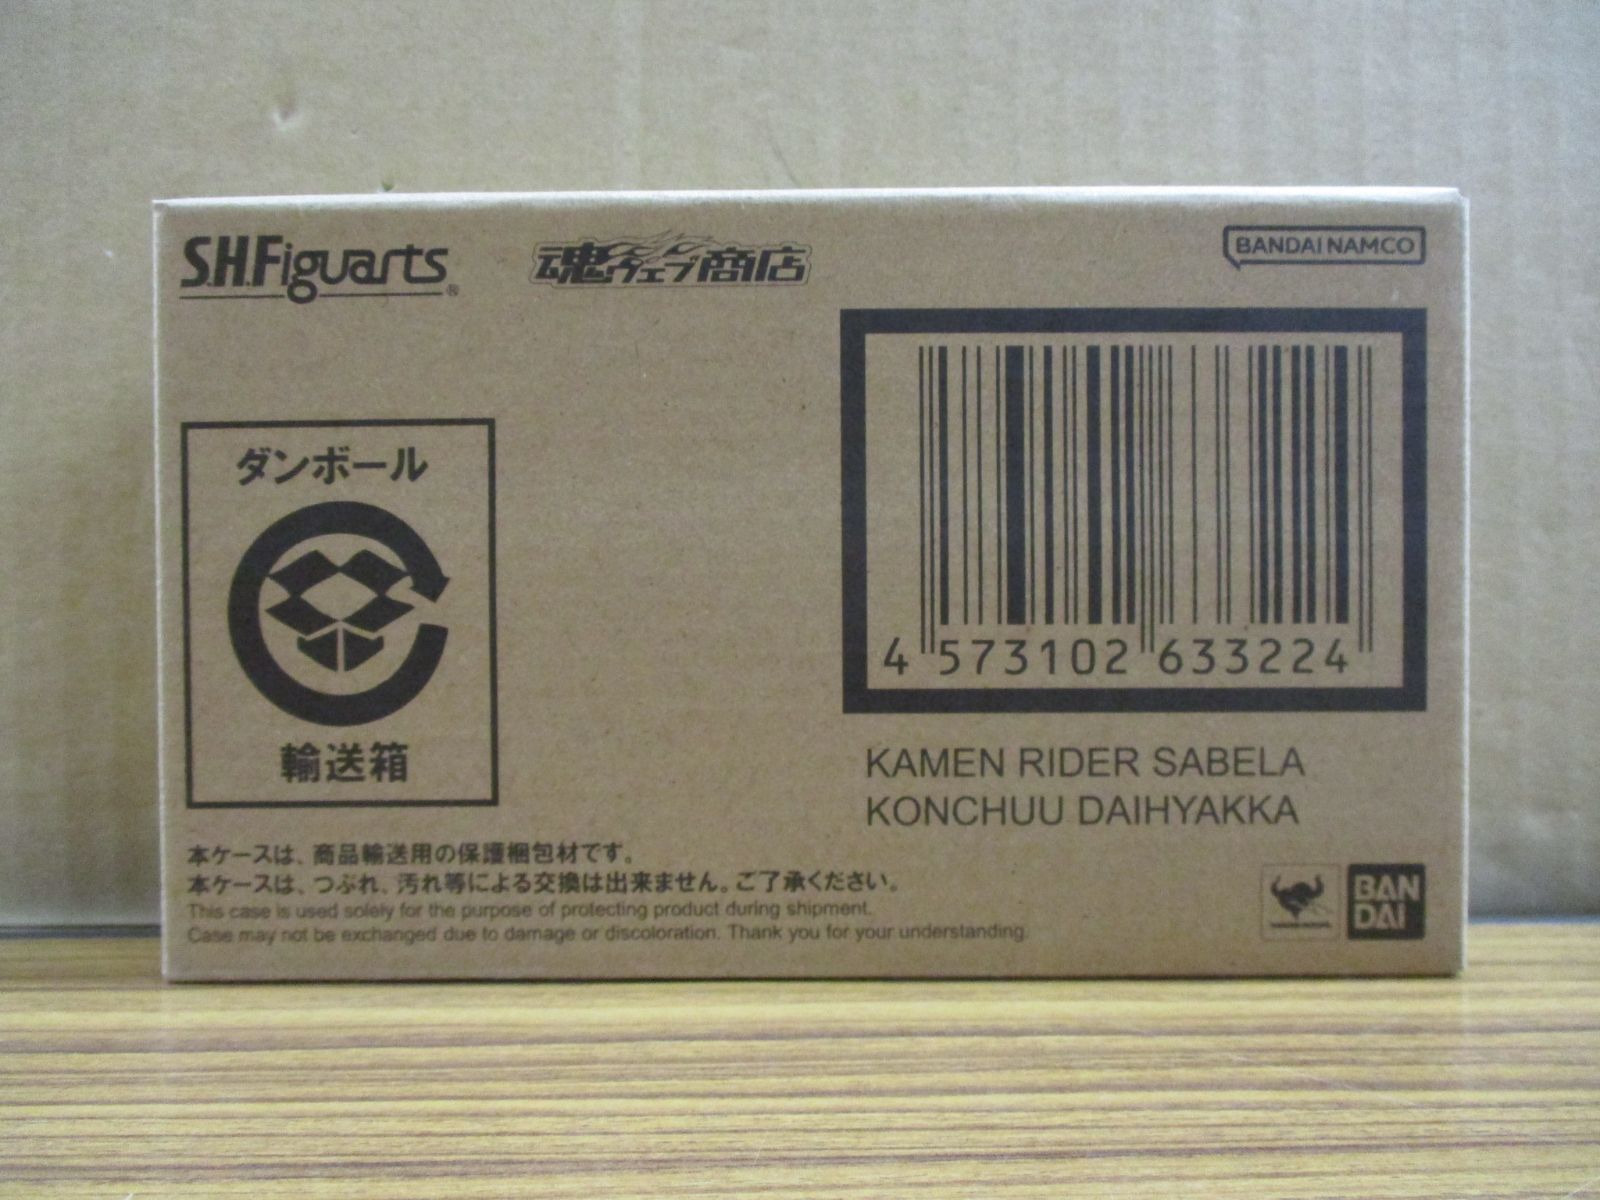 S.H.Figuarts®
魂ウェブ商店
BANDAI NAMCO
ダンボール
輸送箱
4 573102 633224
KAMEN RIDER SABELA
KONCHUU DAIHYAKKA
本ケースは、商品輸送用の保護梱包材です。
本ケースは、つぶれ、汚れ等による交換は出来ません。ご了承ください。
This case is used solely for the purpose of protecting product during shipment.
Case may not be exchanged due to damage or discoloration. Thank you for your understanding.
BAN
DAI